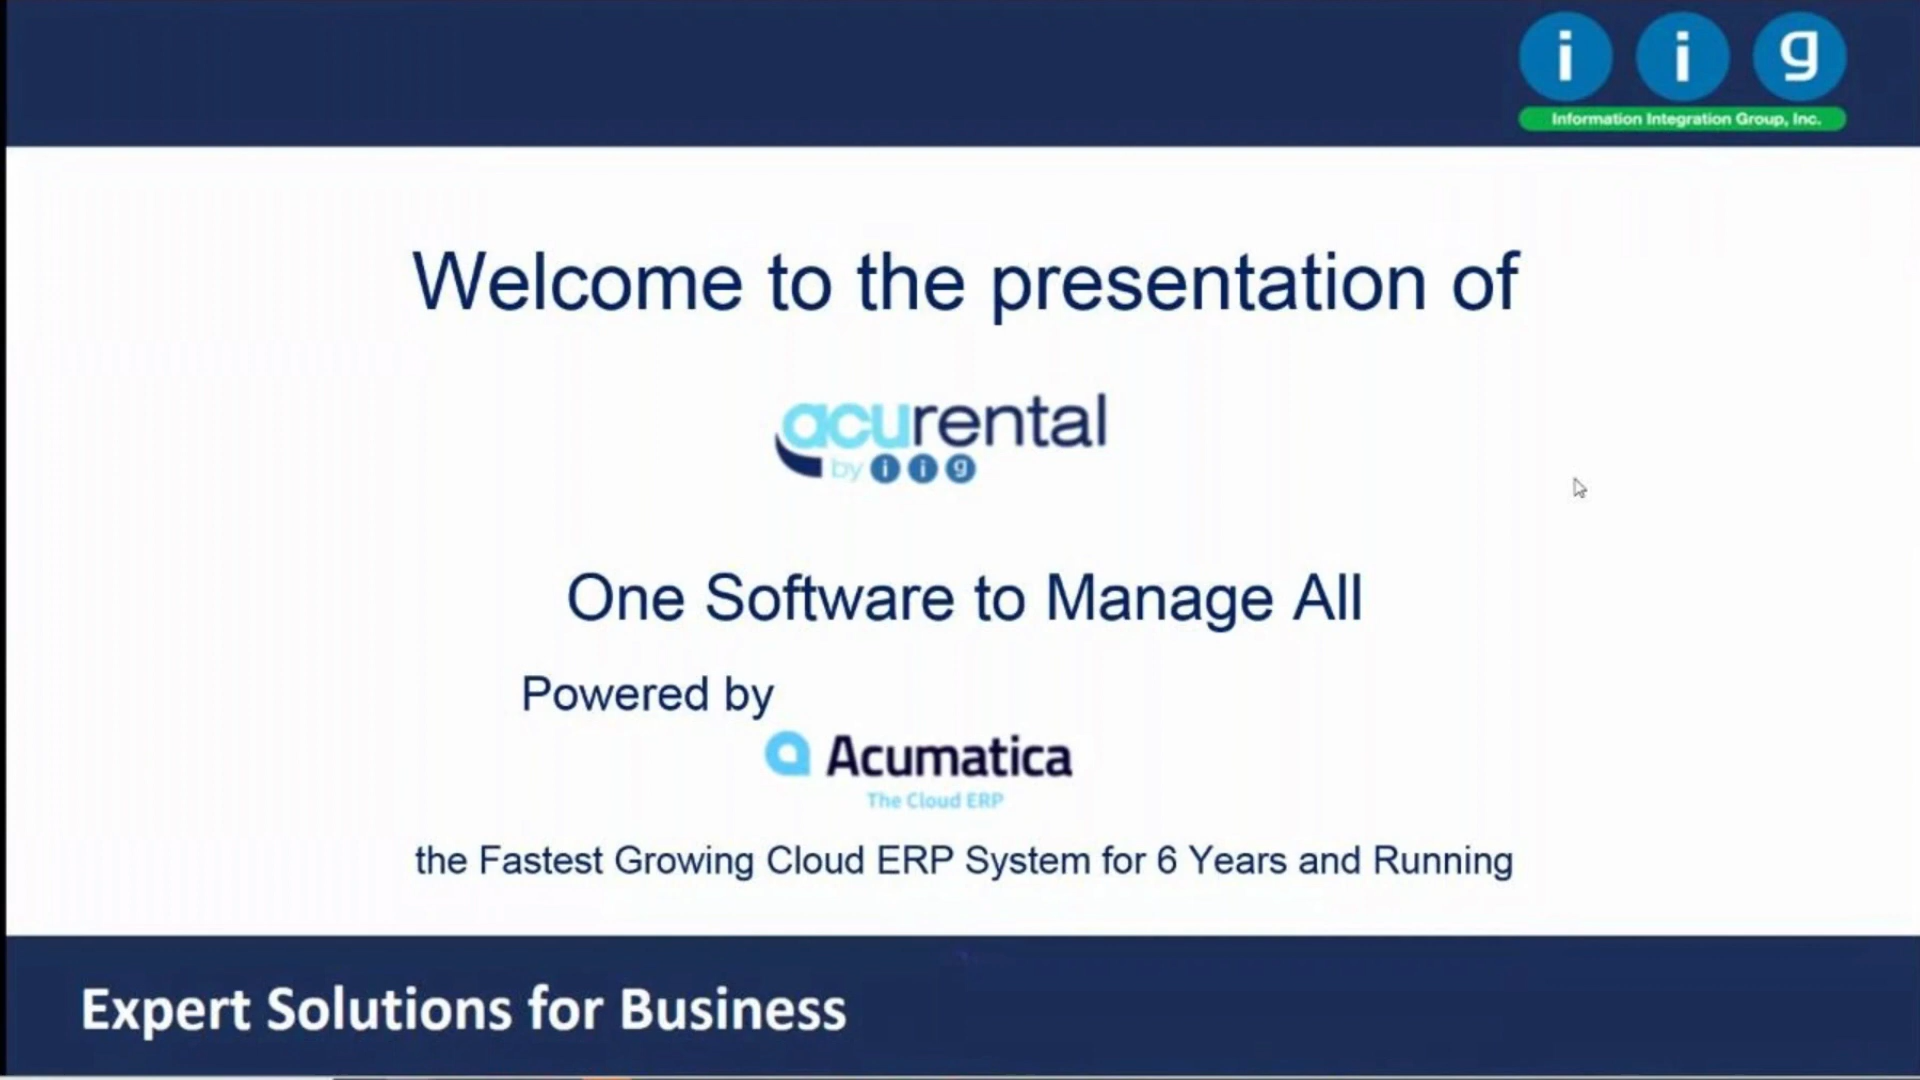 i i g
Information Integration Group, Inc.
Welcome to the presentation of
acurental
by i i g
One Software to Manage All
Powered by
Acumatica
The Cloud ERP
the Fastest Growing Cloud ERP System for 6 Years and Running
Expert Solutions for Business